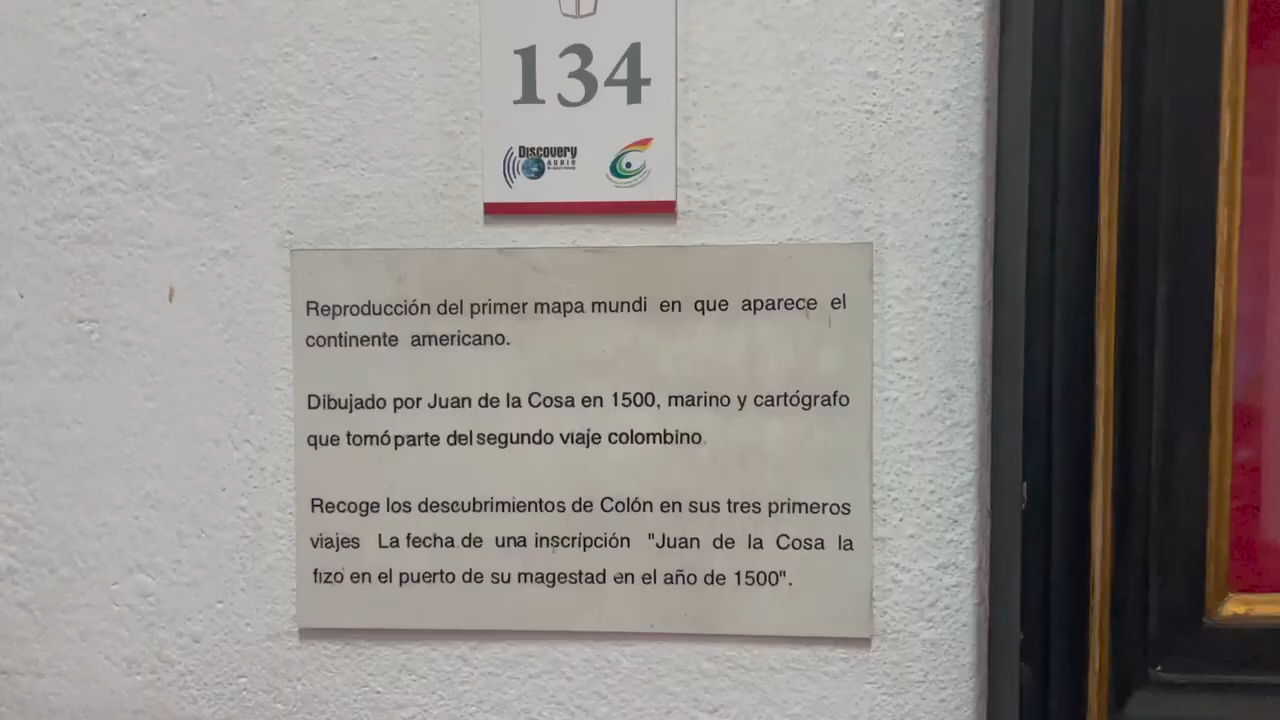 134
DISCOVERY
AUDIO
Reproducción del primer mapa mundi en que aparece el
continente americano.
Dibujado por Juan de la Cosa en 1500, marino y cartógrafo
que tomó parte del segundo viaje colombino.
Recoge los descubrimientos de Colón en sus tres primeros
viajes La fecha de una inscripción "Juan de la Cosa la
fizo en el puerto de su magestad en el año de 1500".